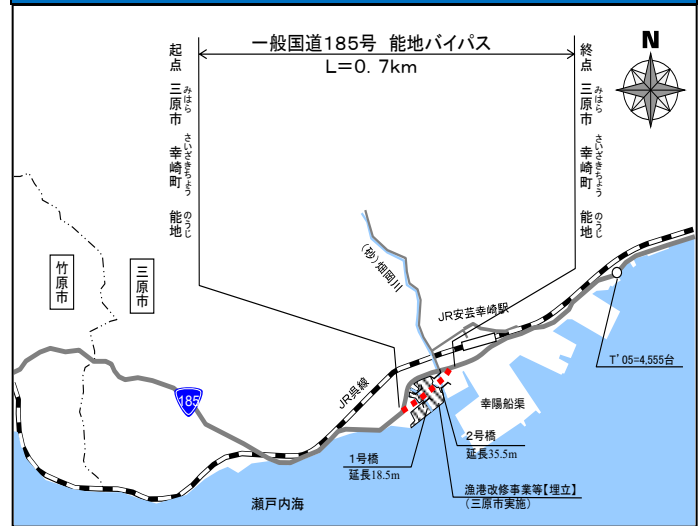 一般国道185号 能地バイパス
L=0.7km
起点 三原市 幸崎町 能地
みはら
さいざきちょう
のうじ
終点 三原市 幸崎町 能地
みはら
さいざきちょう
のうじ
N
竹原市
三原市
(砂)畑岡川
JR安芸幸崎駅
T'05=4,555台
JR呉線
185
幸陽船渠
1号橋
延長18.5m
2号橋
延長35.5m
漁港改修事業等【埋立】
(三原市実施)
瀬戸内海